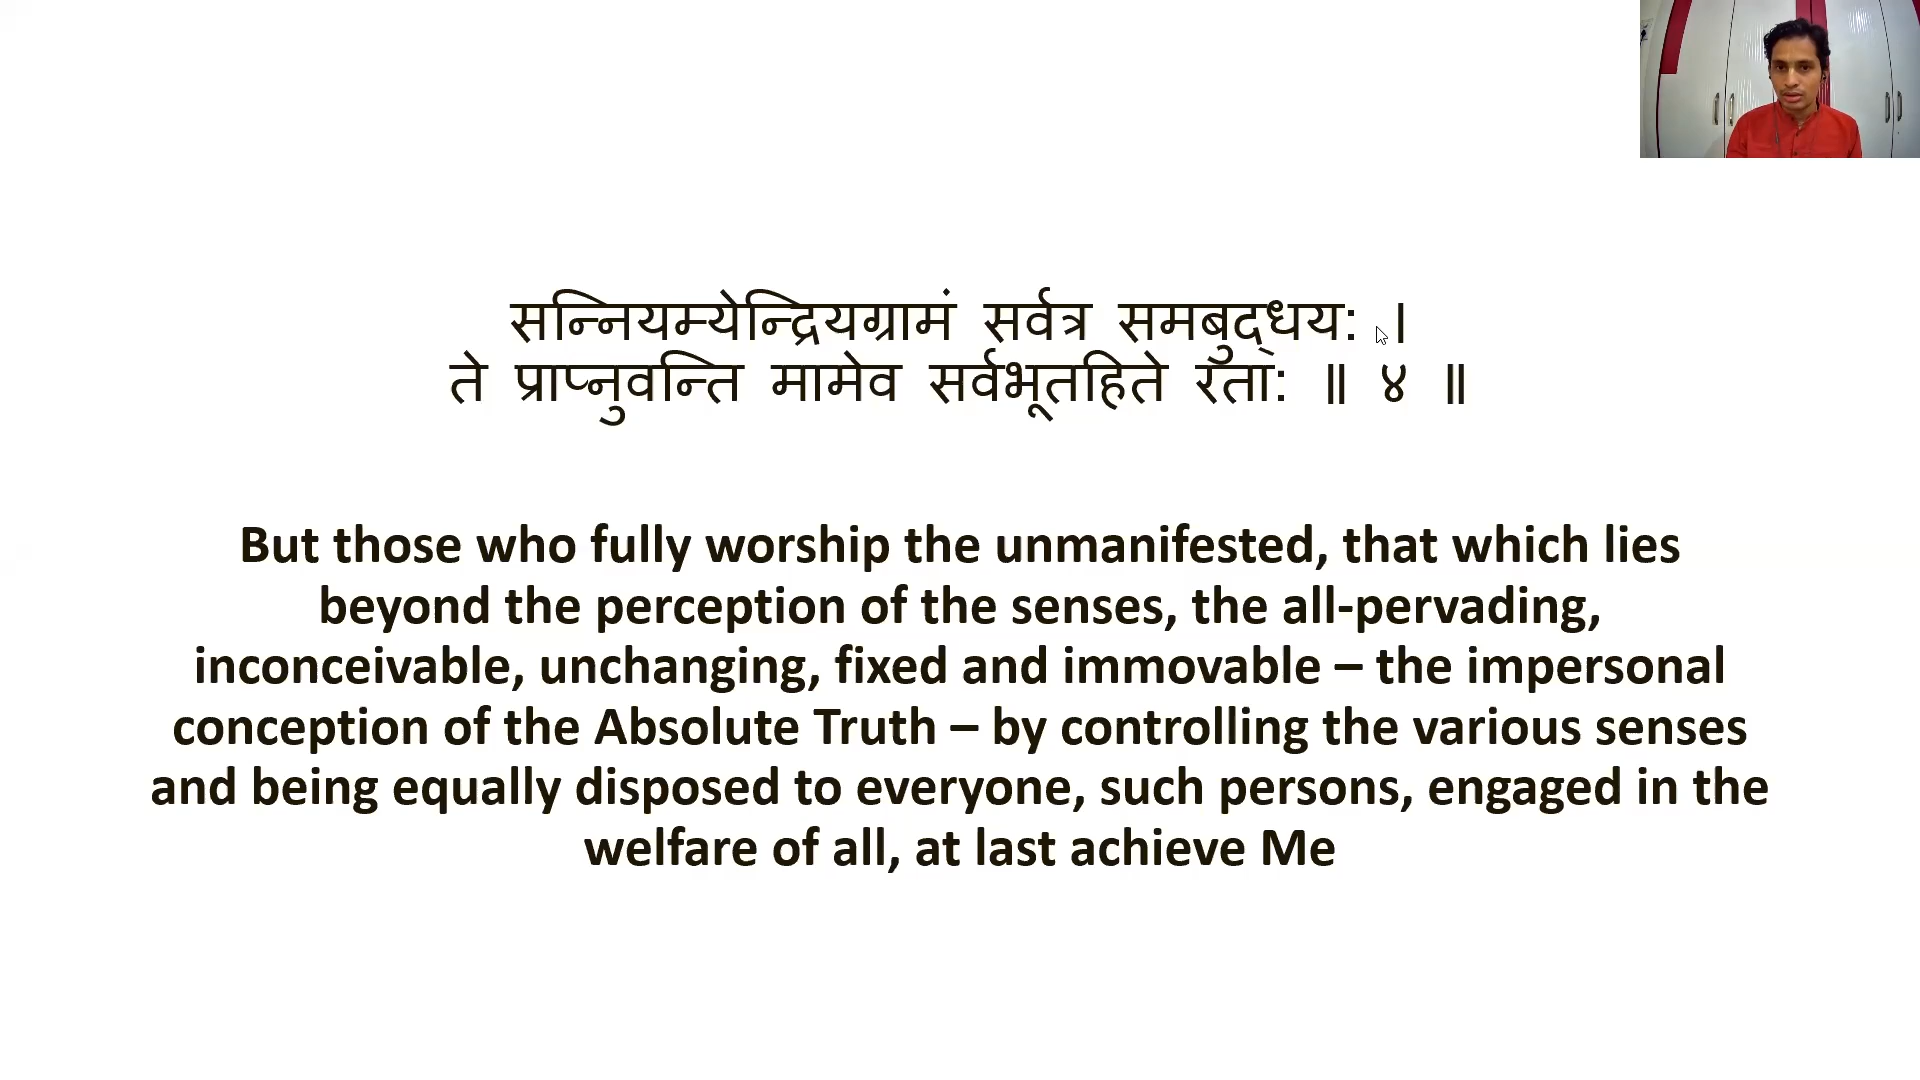 सन्नियम्येन्द्रियग्रामं सर्वत्र समबुद्धय: ।
ते प्राप्नुवन्ति मामेव सर्वभूतहिते रता: ॥ ४ ॥
But those who fully worship the unmanifested, that which lies
beyond the perception of the senses, the all-pervading,
inconceivable, unchanging, fixed and immovable – the impersonal
conception of the Absolute Truth – by controlling the various senses
and being equally disposed to everyone, such persons, engaged in the
welfare of all, at last achieve Me